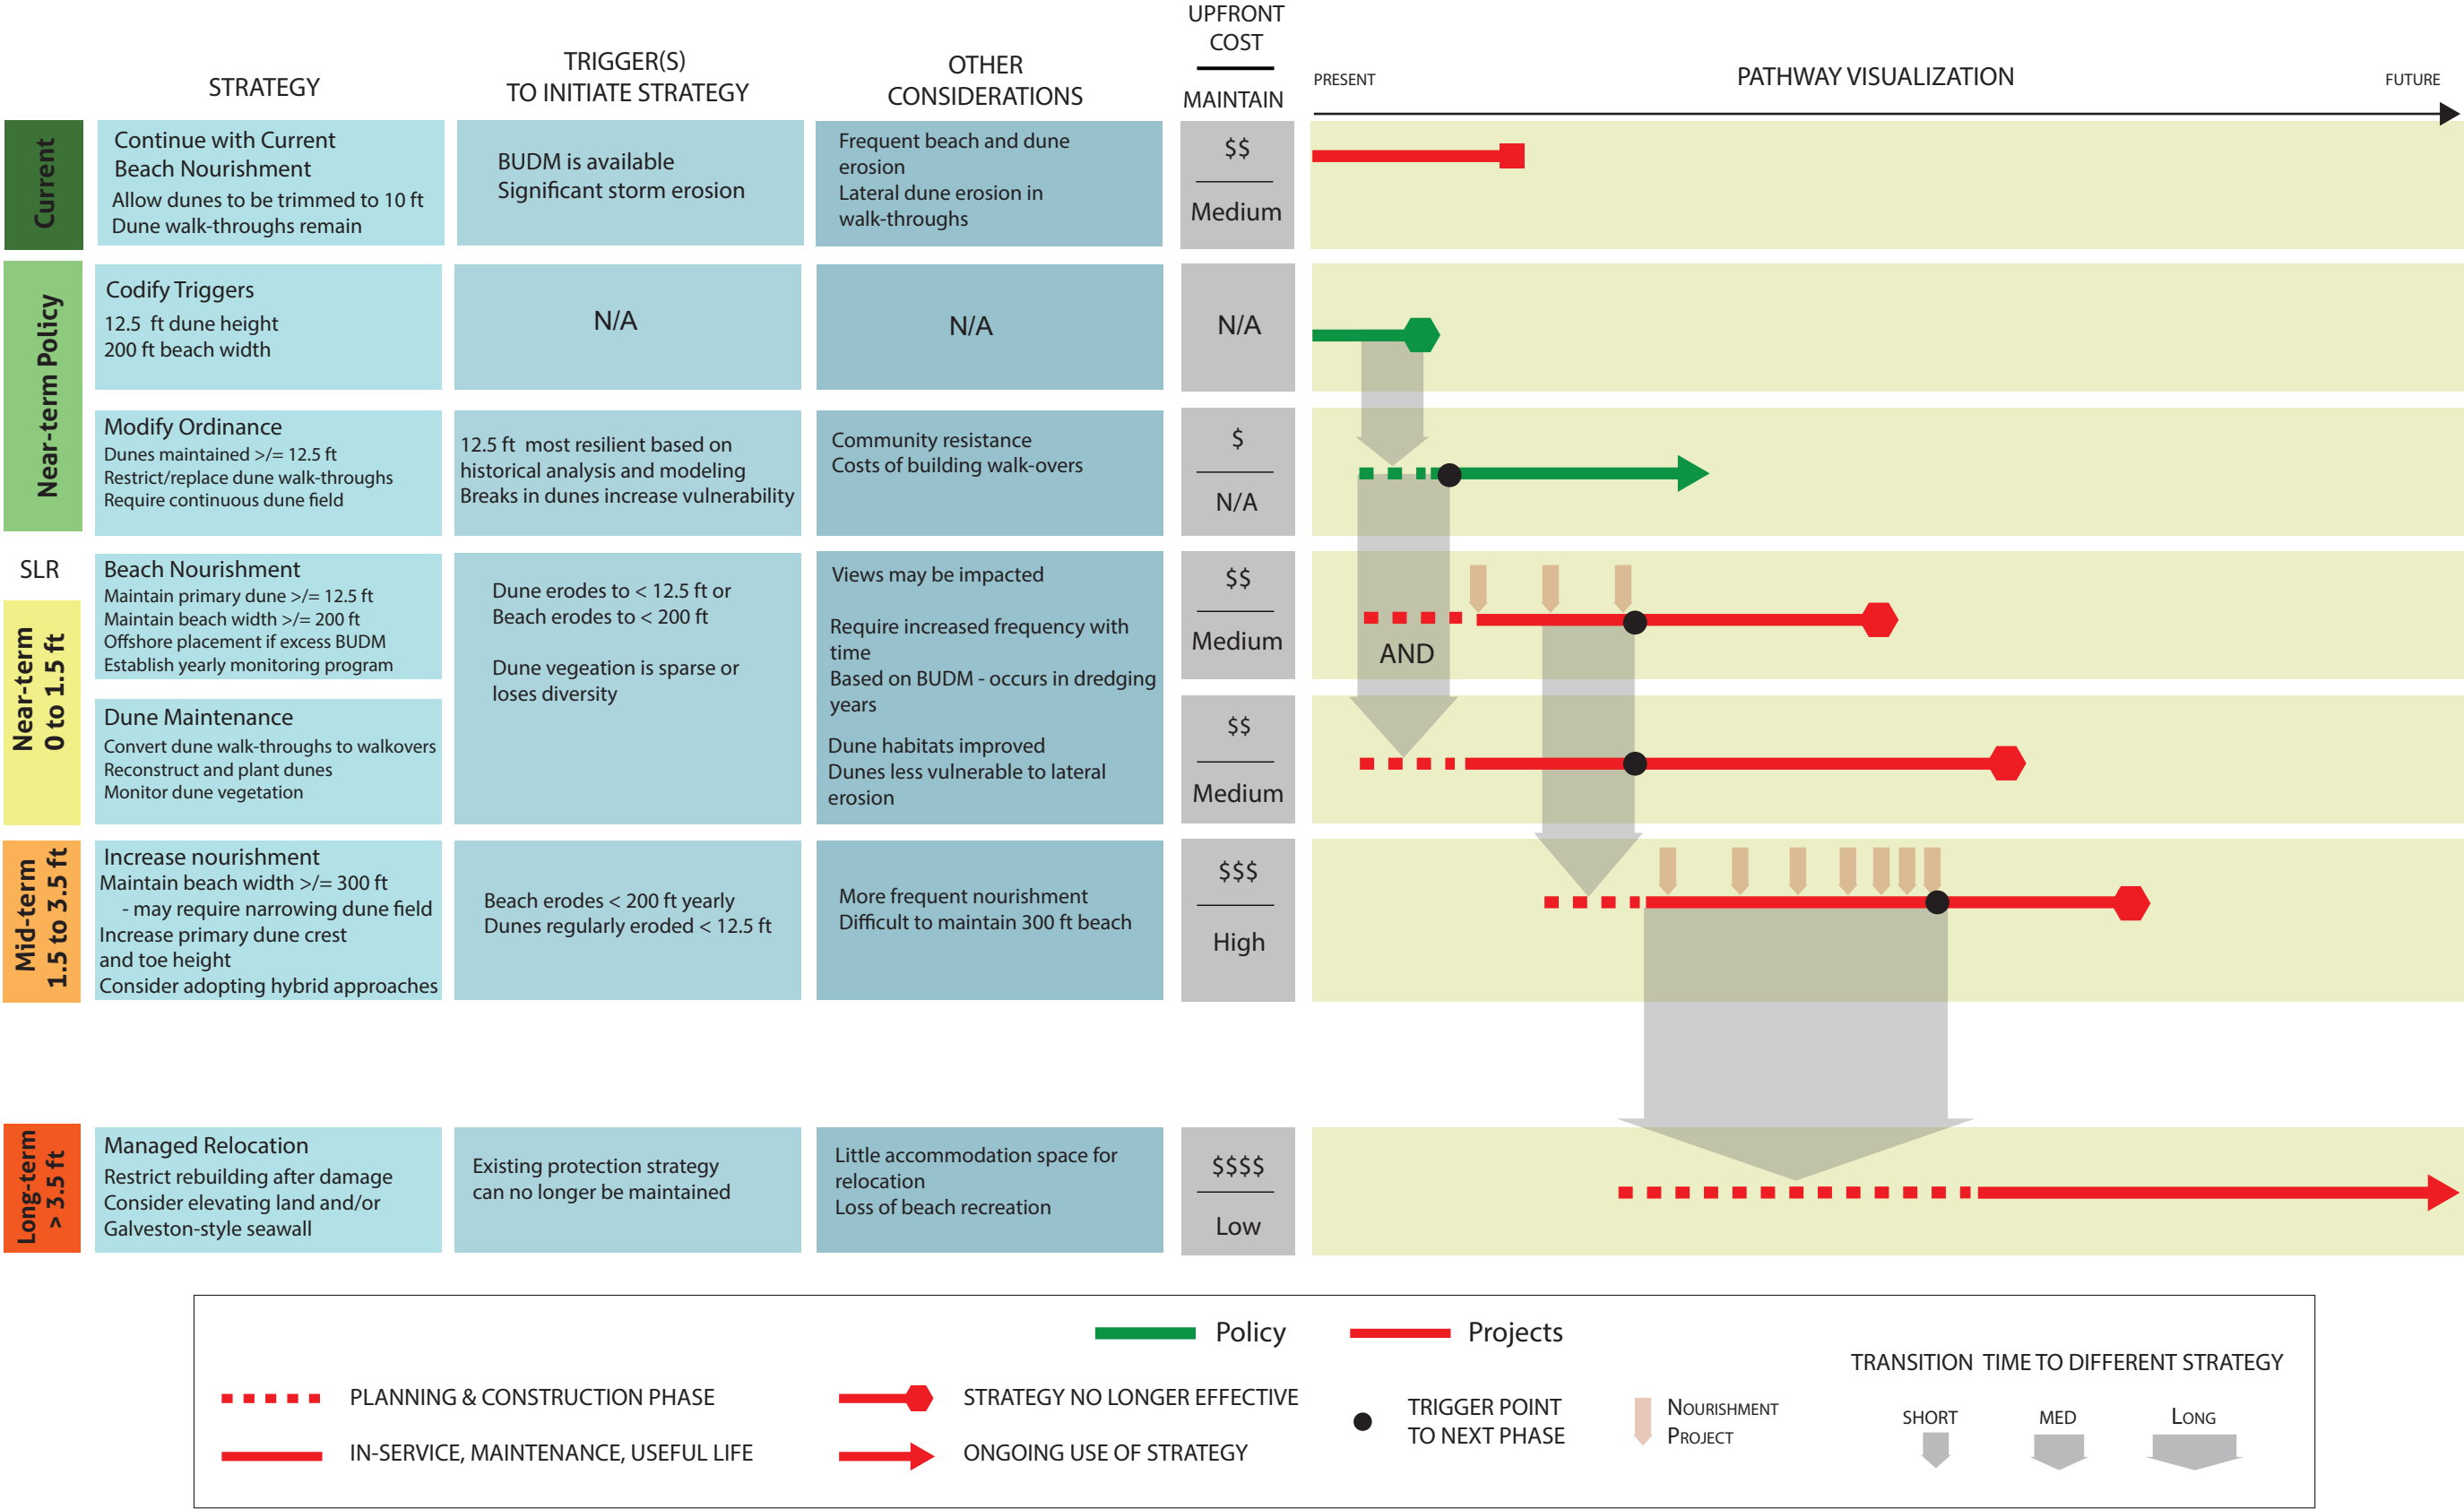 UPFRONT
COST
MAINTAIN
STRATEGY
TRIGGER(S)
TO INITIATE STRATEGY
OTHER
CONSIDERATIONS
PRESENT
PATHWAY VISUALIZATION
FUTURE
Current
Continue with Current
Beach Nourishment
Allow dunes to be trimmed to 10 ft
Dune walk-throughs remain
BUDM is available
Significant storm erosion
Frequent beach and dune
erosion
Lateral dune erosion in
walk-throughs
$$
Medium
Near-term Policy
Codify Triggers
12.5 ft dune height
200 ft beach width
N/A
N/A
N/A
Modify Ordinance
Dunes maintained >/= 12.5 ft
Restrict/replace dune walk-throughs
Require continuous dune field
12.5 ft most resilient based on
historical analysis and modeling
Breaks in dunes increase vulnerability
Community resistance
Costs of building walk-overs
$
N/A
SLR
Near-term
0 to 1.5 ft
Beach Nourishment
Maintain primary dune >/= 12.5 ft
Maintain beach width >/= 200 ft
Offshore placement if excess BUDM
Establish yearly monitoring program
Dune erodes to < 12.5 ft or
Beach erodes to < 200 ft
Dune vegeation is sparse or
loses diversity
Views may be impacted
Require increased frequency with
time
Based on BUDM - occurs in dredging
years
$$
Medium
AND
Dune Maintenance
Convert dune walk-throughs to walkovers
Reconstruct and plant dunes
Monitor dune vegetation
Dune habitats improved
Dunes less vulnerable to lateral
erosion
$$
Medium
Mid-term
1.5 to 3.5 ft
Increase nourishment
Maintain beach width >/= 300 ft
- may require narrowing dune field
Increase primary dune crest
and toe height
Consider adopting hybrid approaches
Beach erodes < 200 ft yearly
Dunes regularly eroded < 12.5 ft
More frequent nourishment
Difficult to maintain 300 ft beach
$$$
High
Long-term
> 3.5 ft
Managed Relocation
Restrict rebuilding after damage
Consider elevating land and/or
Galveston-style seawall
Existing protection strategy
can no longer be maintained
Little accommodation space for
relocation
Loss of beach recreation
$$$$
Low
Policy
Projects
PLANNING & CONSTRUCTION PHASE
IN-SERVICE, MAINTENANCE, USEFUL LIFE
STRATEGY NO LONGER EFFECTIVE
ONGOING USE OF STRATEGY
TRIGGER POINT
TO NEXT PHASE
NOURISHMENT
PROJECT
TRANSITION TIME TO DIFFERENT STRATEGY
SHORT
MED
LONG